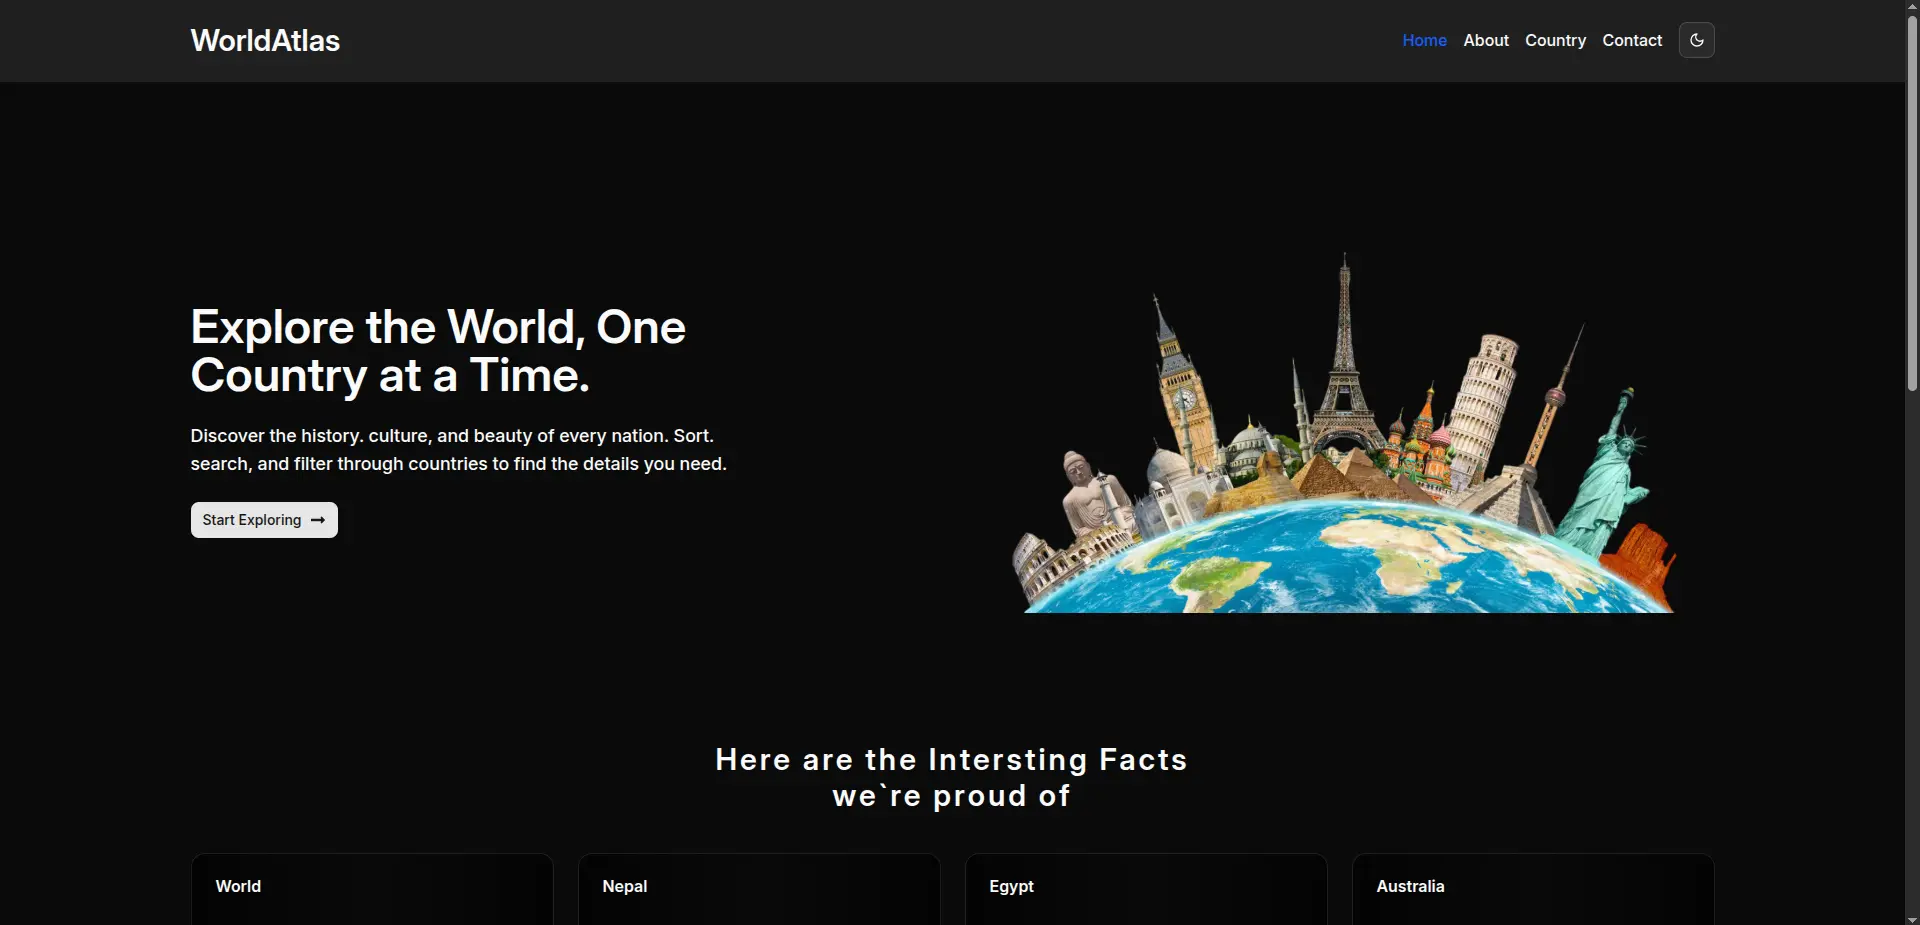 WorldAtlas
Home About Country Contact
Explore the World, One
Country at a Time.
Discover the history. culture, and beauty of every nation. Sort.
search, and filter through countries to find the details you need.
Start Exploring
Here are the Intersting Facts
we`re proud of
World
Nepal
Egypt
Australia